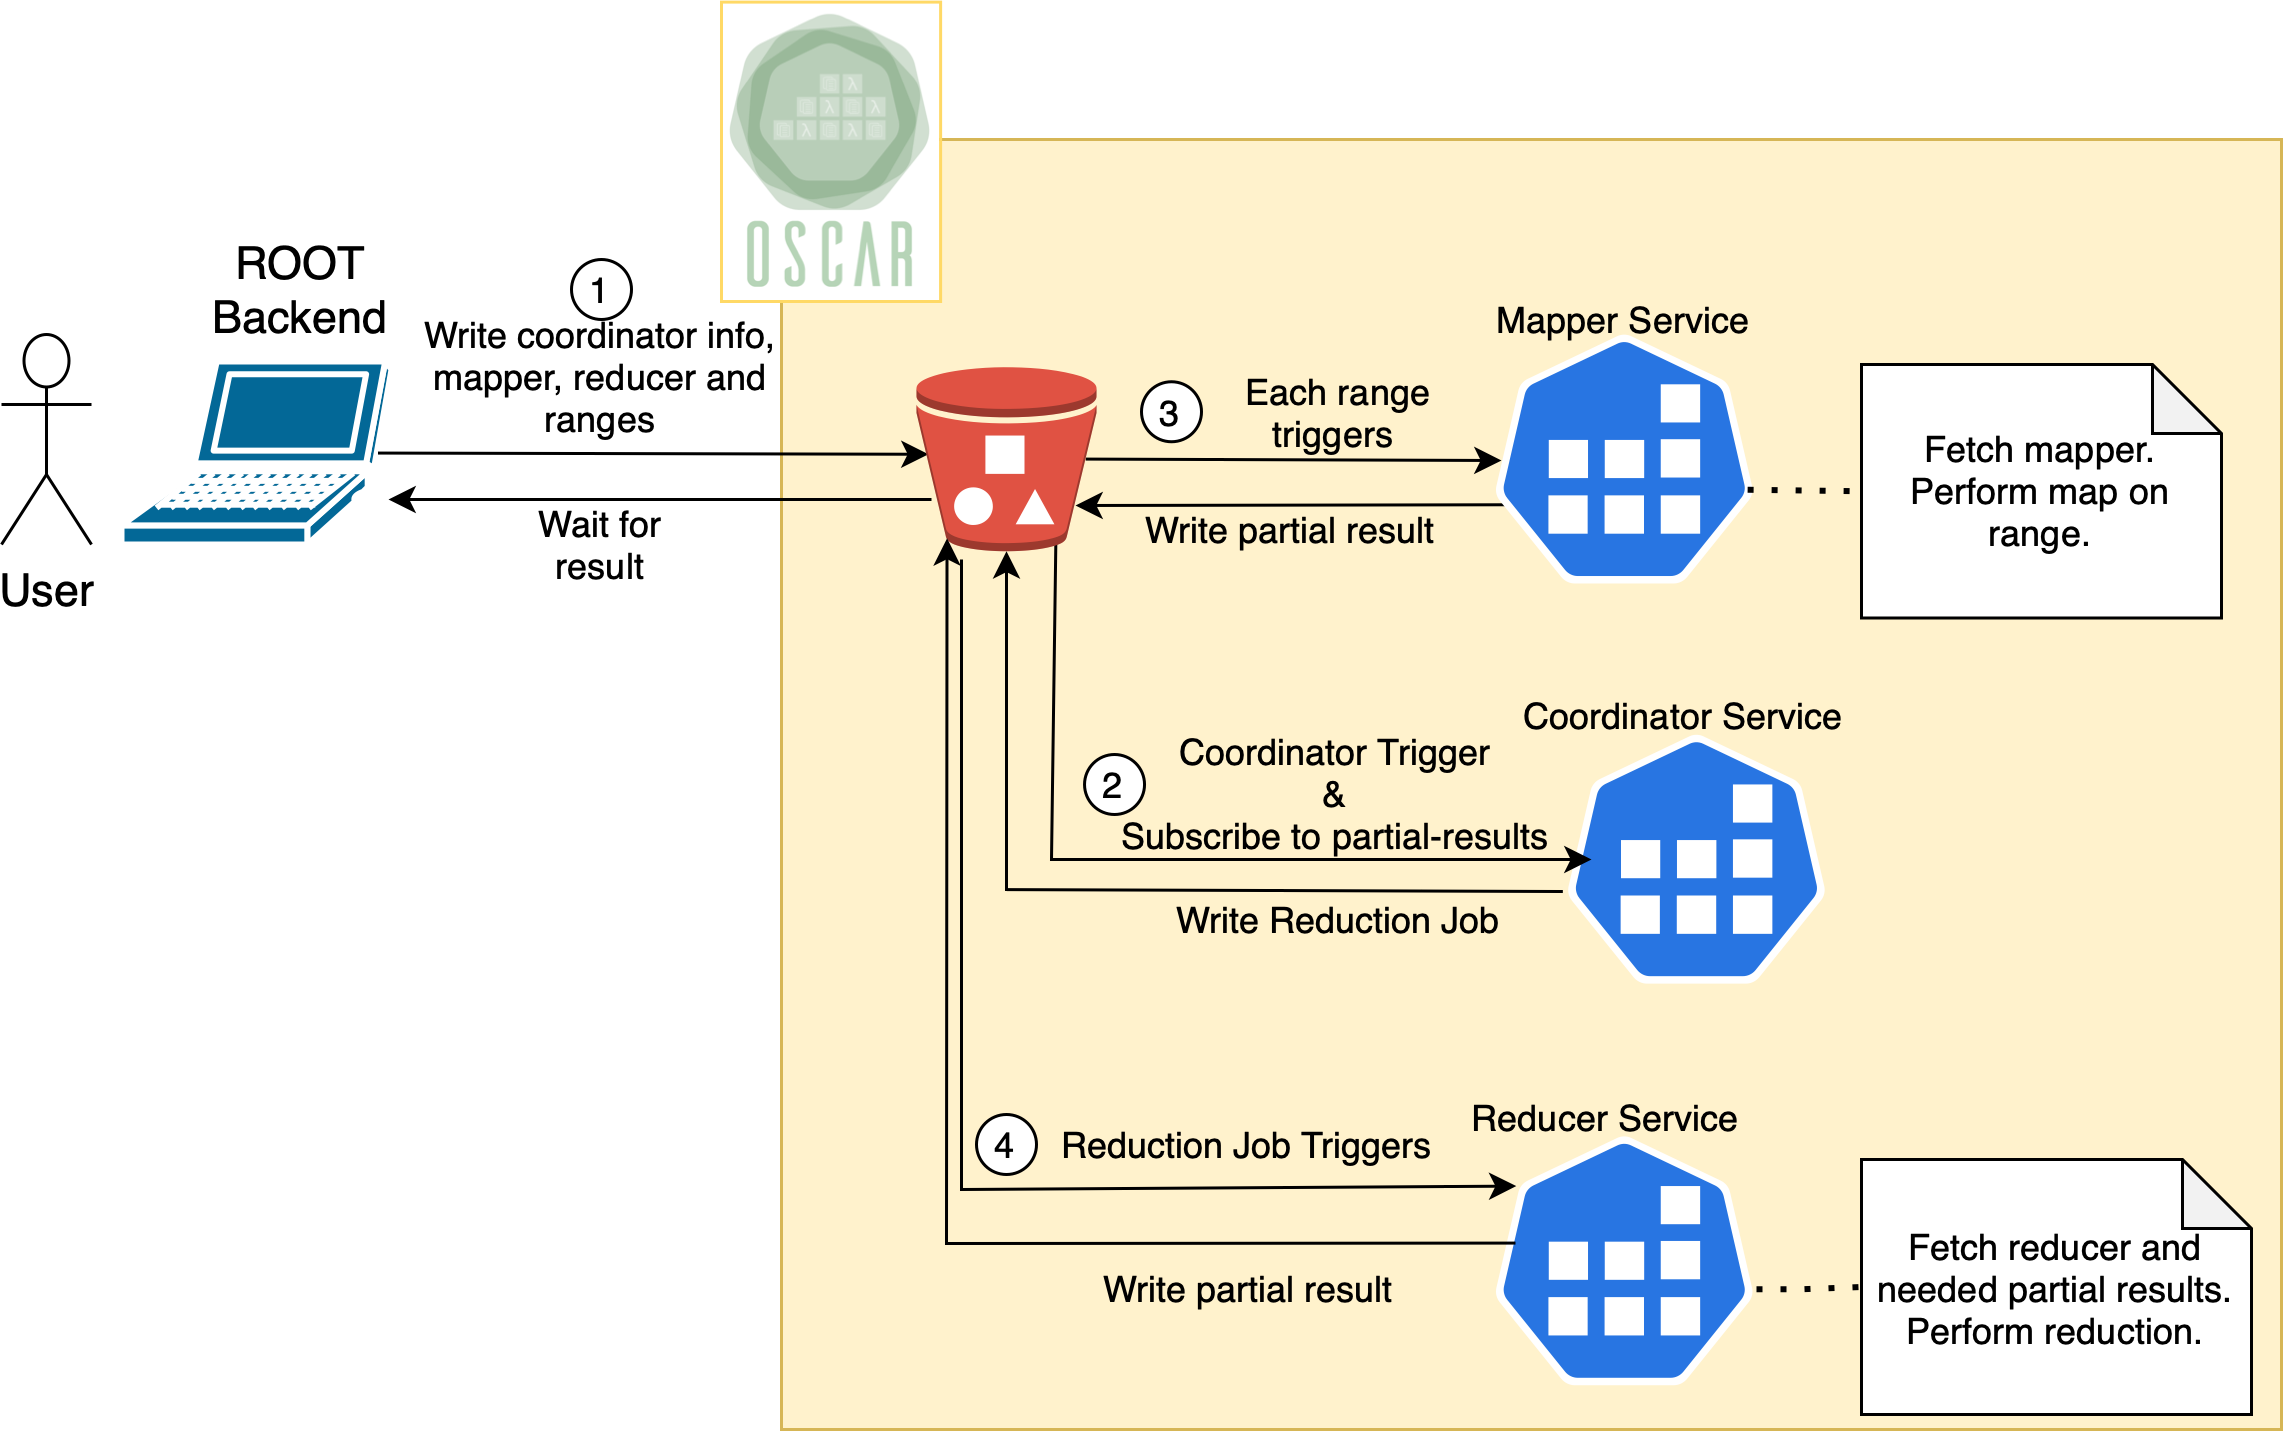 OSCAR
ROOT
Backend
User
1
Write coordinator info,
mapper, reducer and
ranges
Wait for
result
3
Each range
triggers
Write partial result
Mapper Service
Fetch mapper.
Perform map on
range.
2
Coordinator Trigger
&
Subscribe to partial-results
Write Reduction Job
Coordinator Service
4
Reduction Job Triggers
Write partial result
Reducer Service
Fetch reducer and
needed partial results.
Perform reduction.